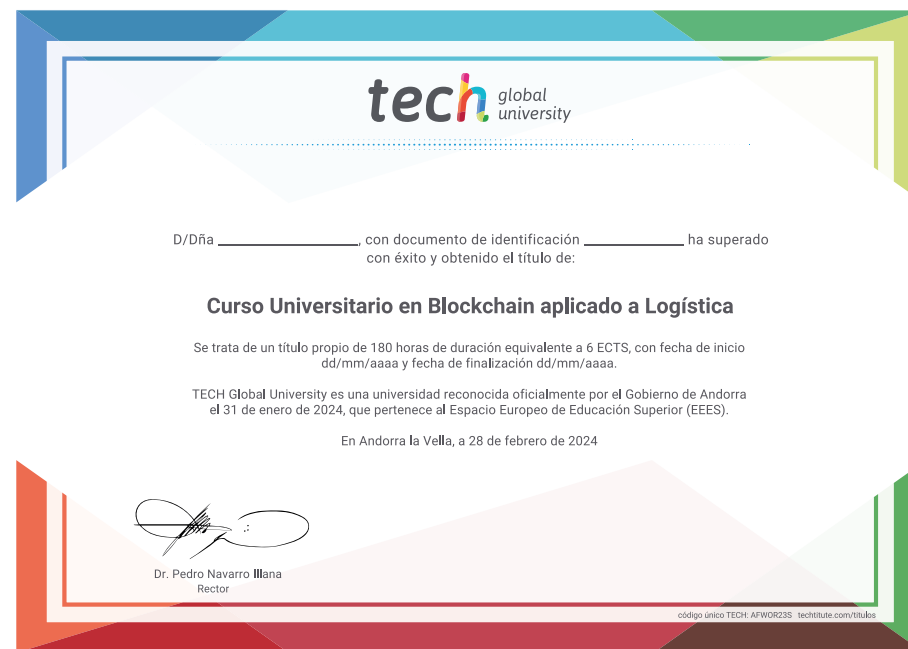 tech global
university
D/Dña ______________, con documento de identificación __________ ha superado
con éxito y obtenido el título de:
Curso Universitario en Blockchain aplicado a Logística
Se trata de un título propio de 180 horas de duración equivalente a 6 ECTS, con fecha de inicio
dd/mm/aaaa y fecha de finalización dd/mm/aaaa.
TECH Global University es una universidad reconocida oficialmente por el Gobierno de Andorra
el 31 de enero de 2024, que pertenece al Espacio Europeo de Educación Superior (EEES).
En Andorra la Vella, a 28 de febrero de 2024
Dr. Pedro Navarro Illana
Rector
código único TECH: AFWOR23S techtitute.com/titulos